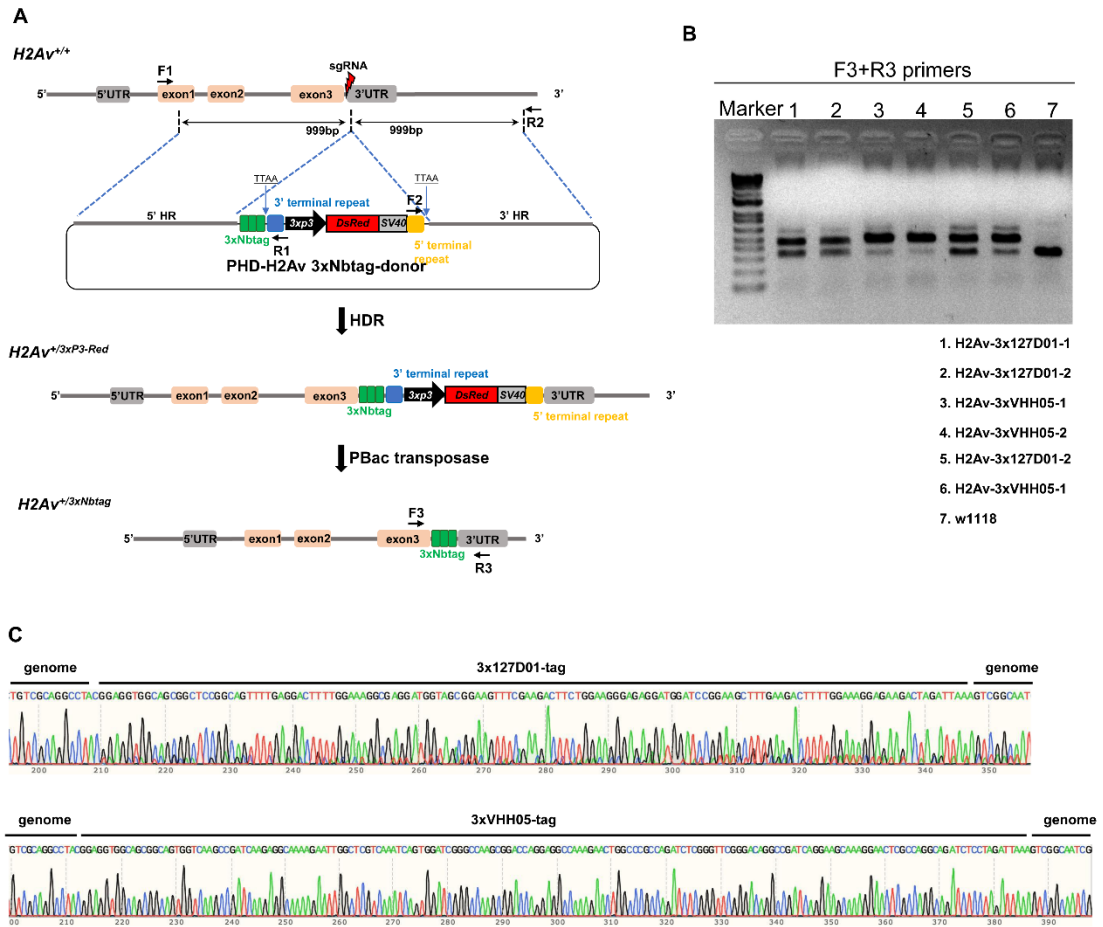 A
H2Av+/+
sgRNA
F1
5' 5'UTR exon1 exon2 exon3 3'UTR 3'
R2
999bp 999bp
TTAA TTAA
3' terminal repeat F2
5' HR 3' HR
3xp3 DsRed SV40
3xNbtag R1 5' terminal
repeat
PHD-H2Av 3xNbtag-donor
HDR
H2Av+/3xP3-Red
3' terminal repeat
5' 5'UTR exon1 exon2 exon3 3xp3 DsRed SV40 3'UTR 3'
3xNbtag
5' terminal repeat
PBac transposase
H2Av+/3xNbtag
F3
5' 5'UTR exon1 exon2 exon3 3'UTR 3'
3xNbtag
R3
B
F3+R3 primers
Marker 1 2 3 4 5 6 7
1. H2Av-3x127D01-1
2. H2Av-3x127D01-2
3. H2Av-3xVHH05-1
4. H2Av-3xVHH05-2
5. H2Av-3x127D01-2
6. H2Av-3xVHH05-1
7. w1118
C
genome 3x127D01-tag genome
TGTCGCAGGCCTACGGAGGTGGCAGCGGCTCCGGCAGTTTTGAGGACTTTTGGAAAGGCGAGGATGGTAGCGGAAGTTTCGAAGACTTCTGGAAGGGAGAGGATGGATCCGGAAGCTTTGAAGACTTTTGGAAAGGAGAAGACTAGATTAAAGTCGGCAAT
200 210 220 230 240 250 260 270 280 290 300 310 320 330 340 350
genome 3xVHH05-tag genome
GTCGCAGGCCTACGGAGGTGGCAGCGGCAGTGGTCAAGCCGATCAAGAGGCAAAAGAATTGGCTCGTCAAATCAGTGGATCGGGCCAAGCGGACCAGGAGGCCAAAGAACTGGCCCGCCAGATCTCGGGTTCGGGACAGGCCGATCAGGAAGCAAAGGAACTCGCCAGGCAGATCTCCTAGATTAAAGTCGGCAATCG
00 210 220 230 240 250 260 270 280 290 300 310 320 330 340 350 360 370 380 390